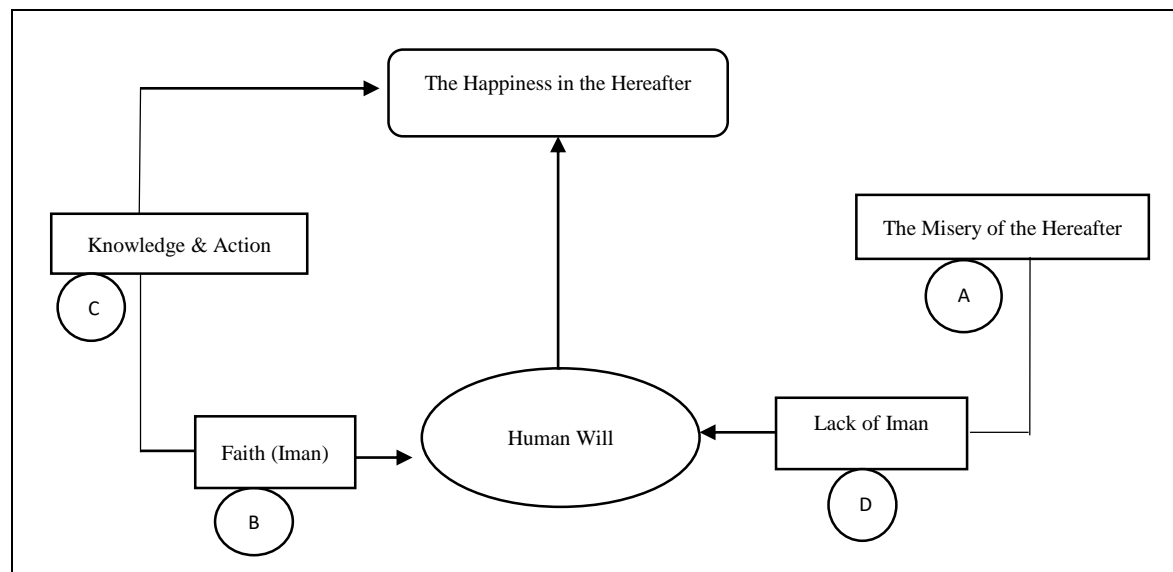 The Happiness in the Hereafter
Knowledge & Action
The Misery of the Hereafter
C
A
Faith (Iman)
Human Will
Lack of Iman
B
D